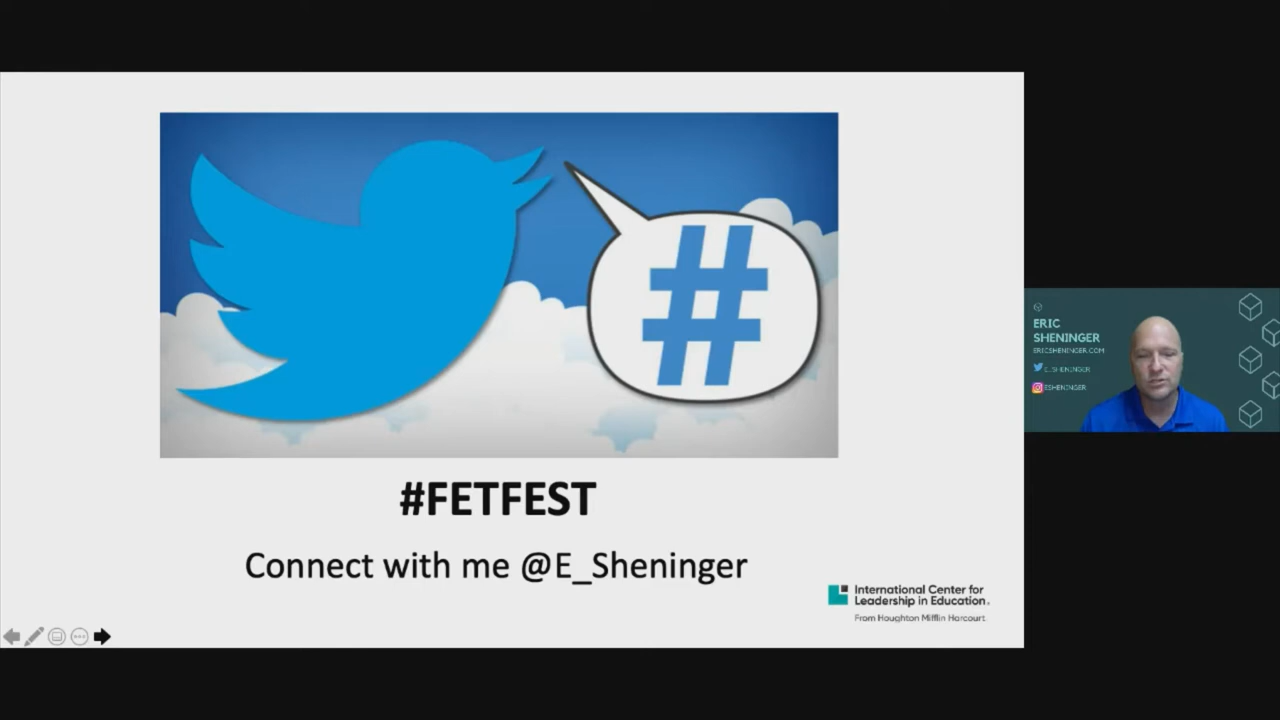 #
#FETFEST
Connect with me @E_Sheninger
International Center for
Leadership in Education.
From Houghton Mifflin Harcourt.
ERIC
SHENINGER
ERICSHENINGER.COM
E_SHENINGER
ESHENINGER